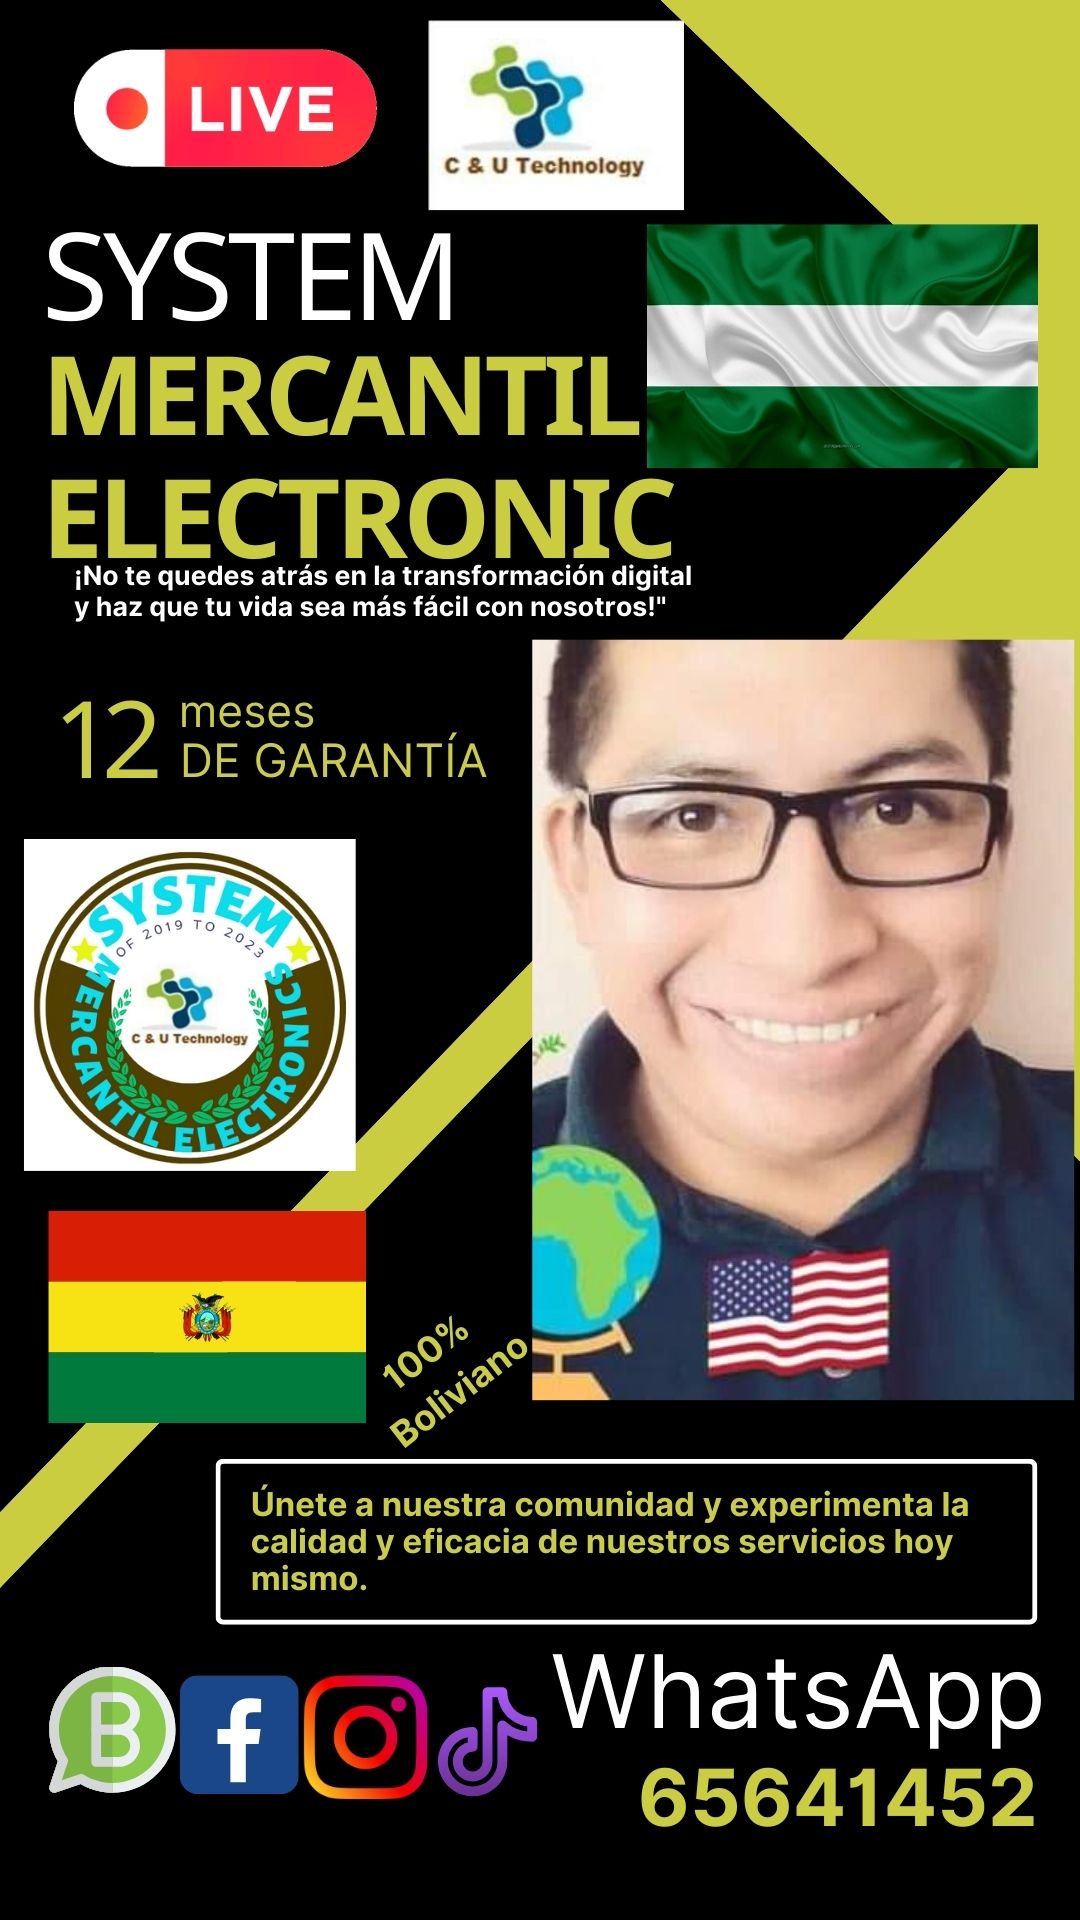 LIVE
C & U Technology
SYSTEM
MERCANTIL
ELECTRONIC
¡No te quedes atrás en la transformación digital
y haz que tu vida sea más fácil con nosotros!"
12 meses
DE GARANTÍA
SYSTEM
OF 2019 TO 2023
C & U Technology
MERCANTIL ELECTRONICS
100%
Boliviano
Únete a nuestra comunidad y experimenta la
calidad y eficacia de nuestros servicios hoy
mismo.
WhatsApp
65641452